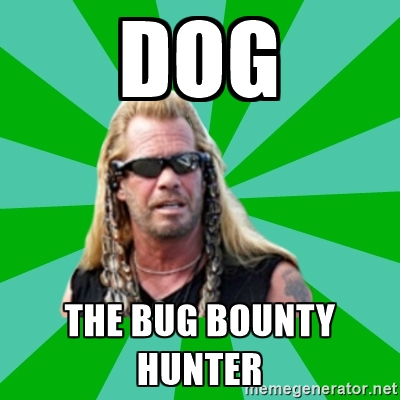 DOG
THE BUG BOUNTY
HUNTER
memegenerator.net